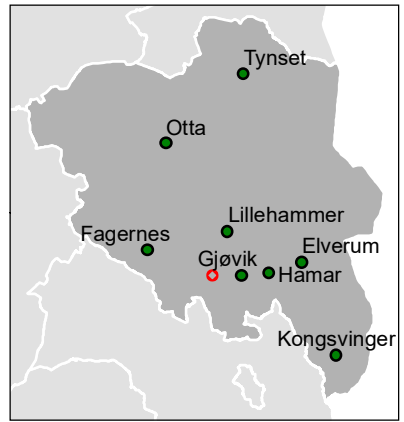 Tynset
Otta
Lillehammer
Fagernes
Elverum
Gjøvik
Hamar
Kongsvinger